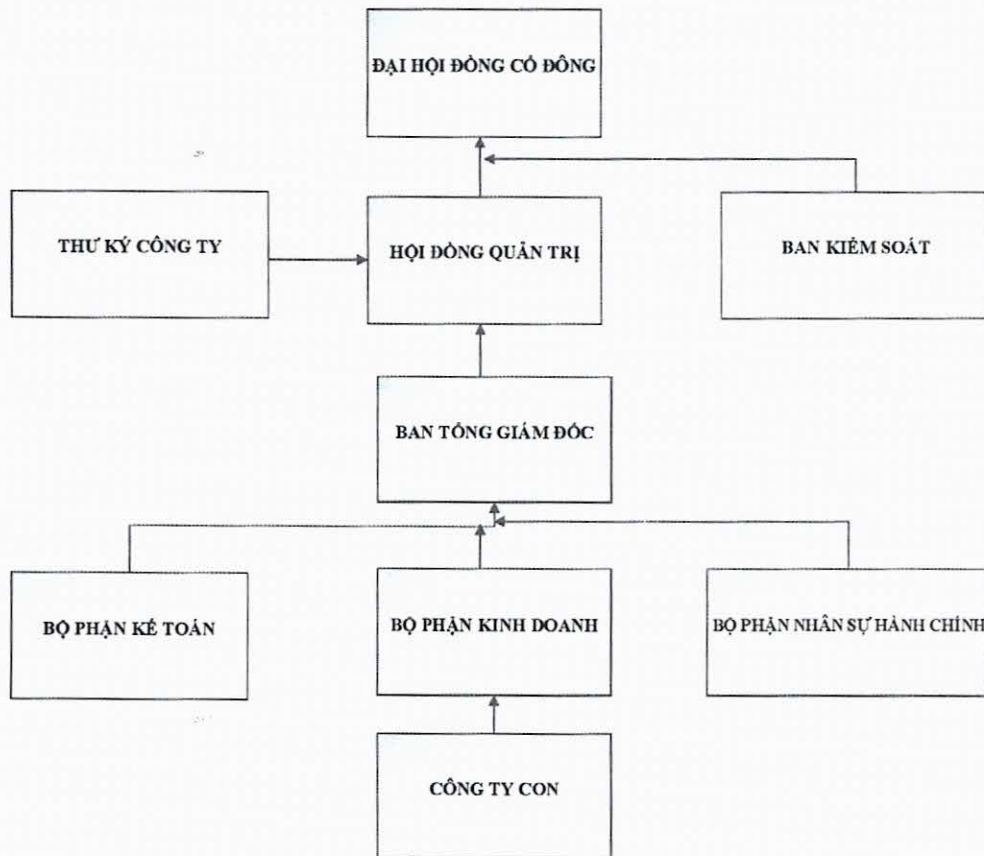 ĐẠI HỘI ĐỒNG CỔ ĐÔNG
THƯ KÝ CÔNG TY
HỘI ĐỒNG QUẢN TRỊ
BAN KIỂM SOÁT
BAN TỔNG GIÁM ĐỐC
BỘ PHẬN KẾ TOÁN
BỘ PHẬN KINH DOANH
BỘ PHẬN NHÂN SỰ HÀNH CHÍNH
CÔNG TY CON